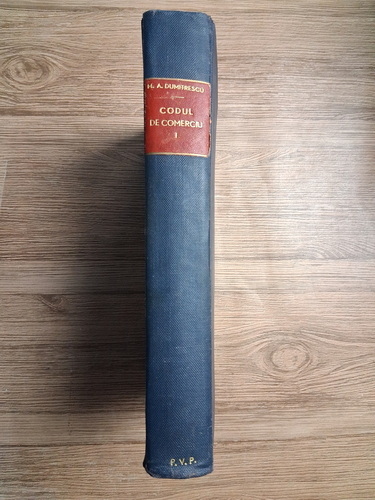 M. A. DUMITRESCU
CODUL
DE COMERCIU
I
P. V. P.